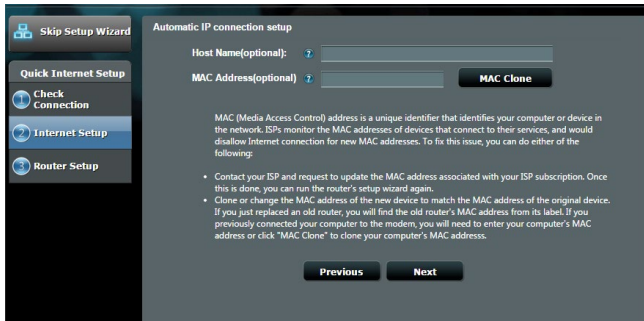 Skip Setup Wizard
Quick Internet Setup
1 Check
Connection
2 Internet Setup
3 Router Setup
Automatic IP connection setup
Host Name(optional): ?
MAC Address(optional) ? MAC Clone
MAC (Media Access Control) address is a unique identifier that identifies your computer or device in
the network. ISPs monitor the MAC addresses of devices that connect to their services, and would
disallow Internet connection for new MAC addresses. To fix this issue, you can do either of the
following:
• Contact your ISP and request to update the MAC address associated with your ISP subscription. Once
this is done, you can run the router's setup wizard again.
• Clone or change the MAC address of the new device to match the MAC address of the original device.
If you just replaced an old router, you will find the old router's MAC address from its label. If you
previously connected your computer to the modem, you will need to enter your computer's MAC
address or click "MAC Clone" to clone your computer's MAC addresss.
Previous Next